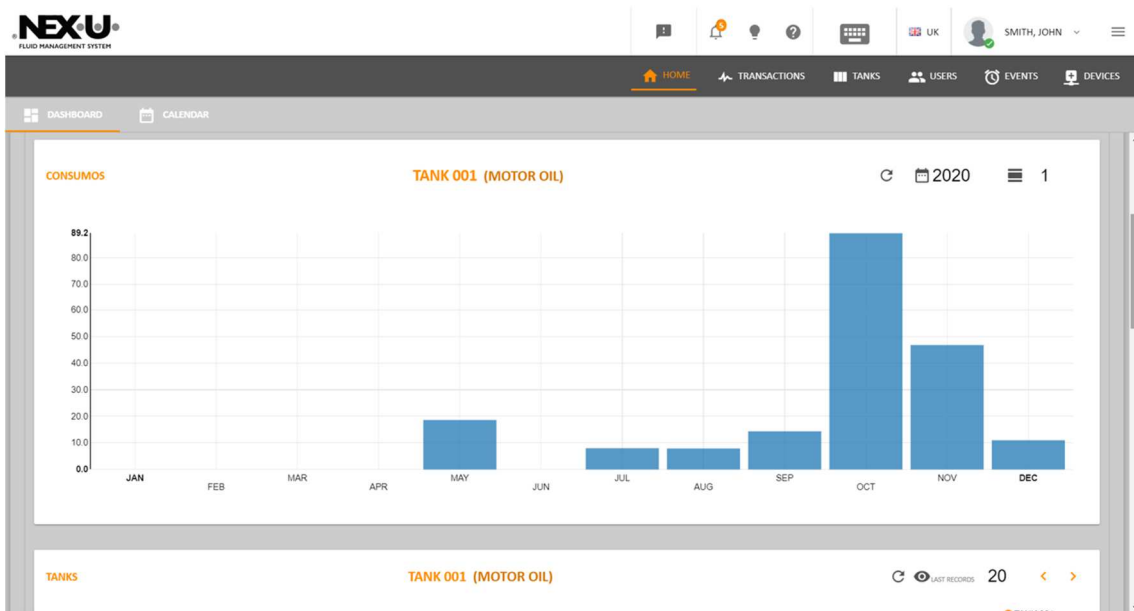 NEX·U·
FLUID MANAGEMENT SYSTEM
5
UK
SMITH, JOHN
HOME
TRANSACTIONS
TANKS
USERS
EVENTS
DEVICES
DASHBOARD
CALENDAR
CONSUMOS
TANK 001 (MOTOR OIL)
2020
1
89.2
80.0
70.0
60.0
50.0
40.0
30.0
20.0
10.0
0.0
JAN
FEB
MAR
APR
MAY
JUN
JUL
AUG
SEP
OCT
NOV
DEC
TANKS
TANK 001 (MOTOR OIL)
LAST RECORDS
20